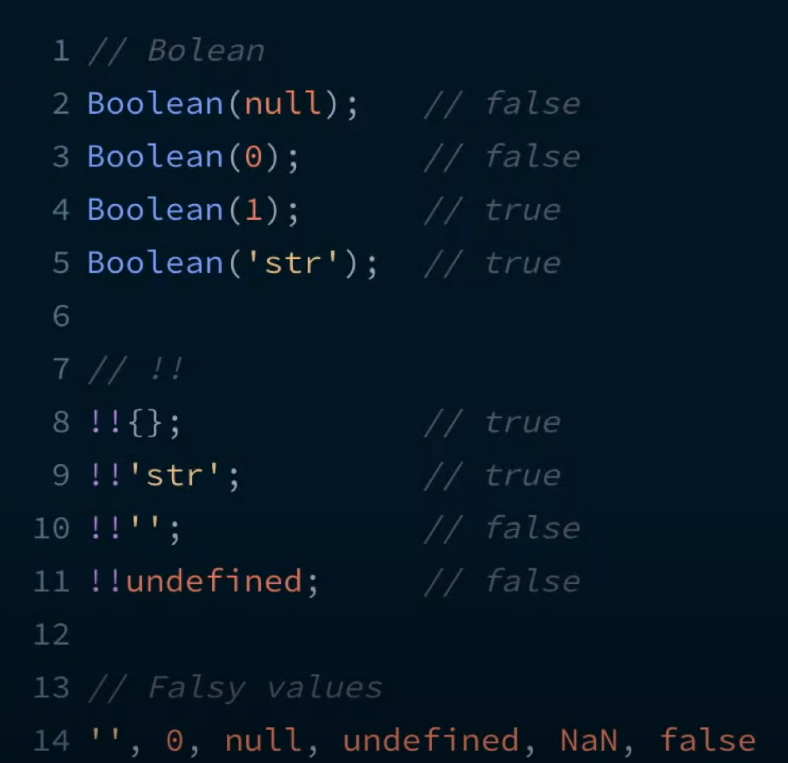 1 // Bolean
2 Boolean(null); // false
3 Boolean(0); // false
4 Boolean(1); // true
5 Boolean('str'); // true
6
7 // !!
8 !!{}; // true
9 !!'str'; // true
10 !!''; // false
11 !!undefined; // false
12
13 // Falsy values
14 '', 0, null, undefined, NaN, false